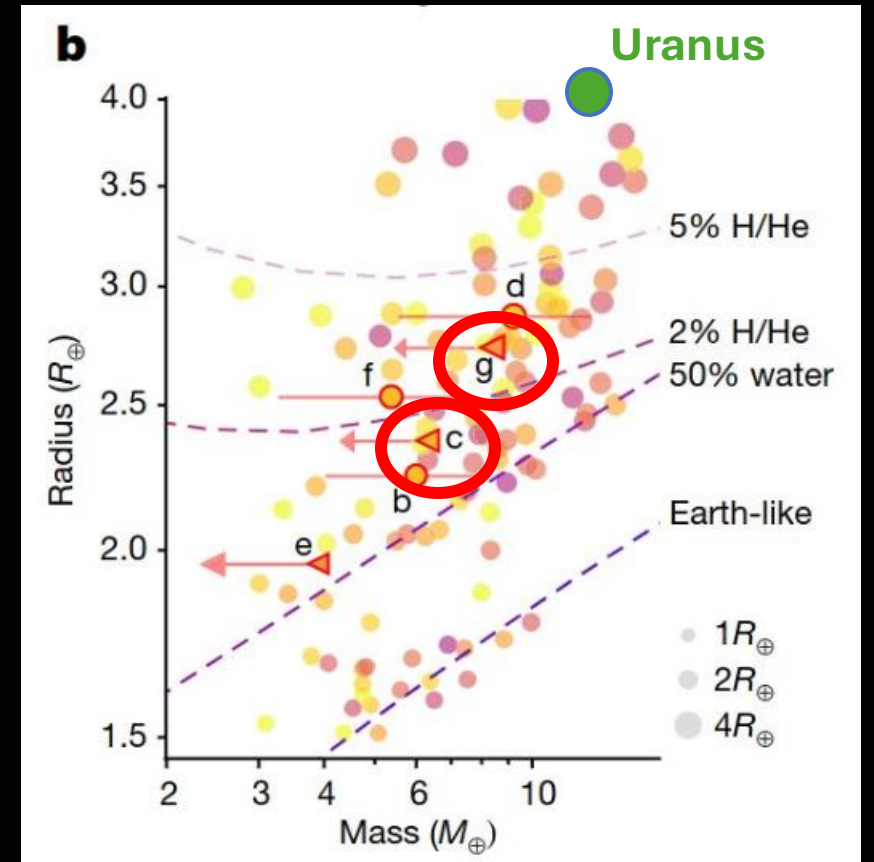 b
Uranus
4.0
3.5
3.0
2.5
2.0
1.5
Radius (R⊕)
5% H/He
2% H/He
50% water
Earth-like
d
g
f
c
b
e
1R⊕
2R⊕
4R⊕
2 3 4 6 10
Mass (M⊕)